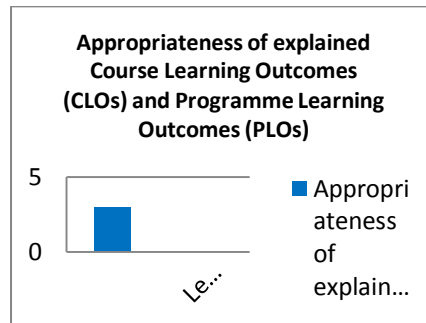 Appropriateness of explained
Course Learning Outcomes
(CLOs) and Programme Learning
Outcomes (PLOs)
5
0
Le...
Appropri
ateness
of
explain...